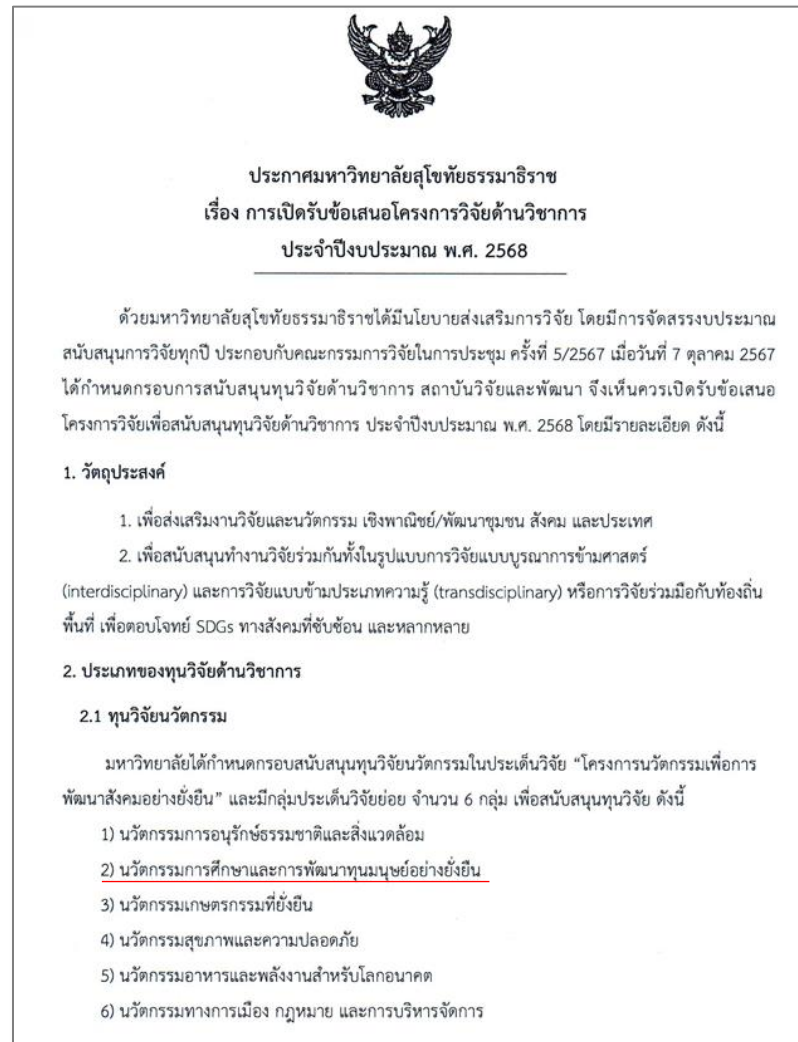 ประกาศมหาวิทยาลัยสุโขทัยธรรมาธิราช
เรื่อง การเปิดรับข้อเสนอโครงการวิจัยด้านวิชาการ
ประจำปีงบประมาณ พ.ศ. 2568
ด้วยมหาวิทยาลัยสุโขทัยธรรมาธิราชได้มีนโยบายส่งเสริมการวิจัย โดยมีการจัดสรรงบประมาณ
สนับสนุนการวิจัยทุกปี ประกอบกับคณะกรรมการวิจัยในการประชุม ครั้งที่ 5/2567 เมื่อวันที่ 7 ตุลาคม 2567
ได้กำหนดกรอบการสนับสนุนทุนวิจัยด้านวิชาการ สถาบันวิจัยและพัฒนา จึงเห็นควรเปิดรับข้อเสนอ
โครงการวิจัยเพื่อสนับสนุนทุนวิจัยด้านวิชาการ ประจำปีงบประมาณ พ.ศ. 2568 โดยมีรายละเอียด ดังนี้
1. วัตถุประสงค์
1. เพื่อส่งเสริมงานวิจัยและนวัตกรรม เชิงพาณิชย์/พัฒนาชุมชน สังคม และประเทศ
2. เพื่อสนับสนุนทำงานวิจัยร่วมกันทั้งในรูปแบบการวิจัยแบบบูรณาการข้ามศาสตร์
(interdisciplinary) และการวิจัยแบบข้ามประเภทความรู้ (transdisciplinary) หรือการวิจัยร่วมมือกับท้องถิ่น
พื้นที่ เพื่อตอบโจทย์ SDGs ทางสังคมที่ซับซ้อน และหลากหลาย
2. ประเภทของทุนวิจัยด้านวิชาการ
2.1 ทุนวิจัยนวัตกรรม
มหาวิทยาลัยได้กำหนดกรอบสนับสนุนทุนวิจัยนวัตกรรมในประเด็นวิจัย “โครงการนวัตกรรมเพื่อการ
พัฒนาสังคมอย่างยั่งยืน” และมีกลุ่มประเด็นวิจัยย่อย จำนวน 6 กลุ่ม เพื่อสนับสนุนทุนวิจัย ดังนี้
1) นวัตกรรมการอนุรักษ์ธรรมชาติและสิ่งแวดล้อม
2) นวัตกรรมการศึกษาและการพัฒนาทุนมนุษย์อย่างยั่งยืน
3) นวัตกรรมเกษตรกรรมที่ยั่งยืน
4) นวัตกรรมสุขภาพและความปลอดภัย
5) นวัตกรรมอาหารและพลังงานสำหรับโลกอนาคต
6) นวัตกรรมทางการเมือง กฎหมาย และการบริหารจัดการ